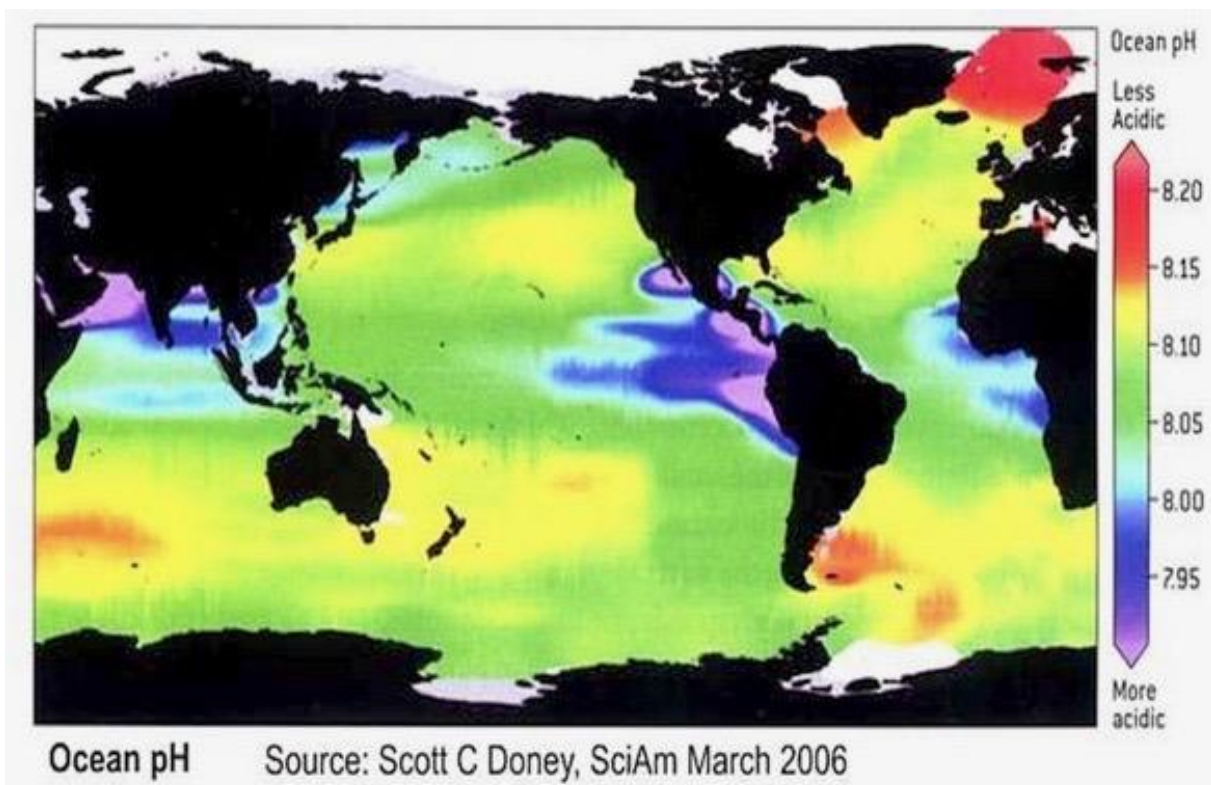 Ocean pH
Less
Acidic
8.20
8.15
8.10
8.05
8.00
7.95
More
acidic
Ocean pH Source: Scott C Doney, SciAm March 2006